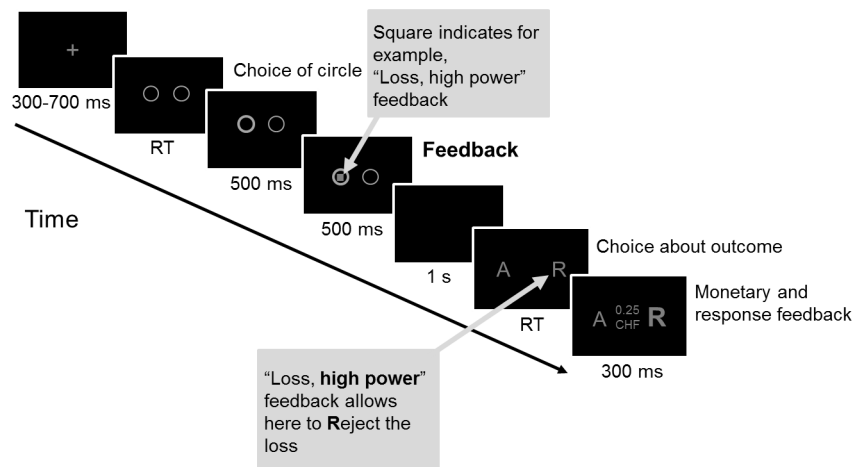 +
300-700 ms
RT
Choice of circle
500 ms
Square indicates for
example,
“Loss, high power”
feedback
Feedback
500 ms
Time
1 s
A R
RT
Choice about outcome
A 0.25 R
CHF
300 ms
Monetary and
response feedback
“Loss, high power”
feedback allows
here to Reject the
loss